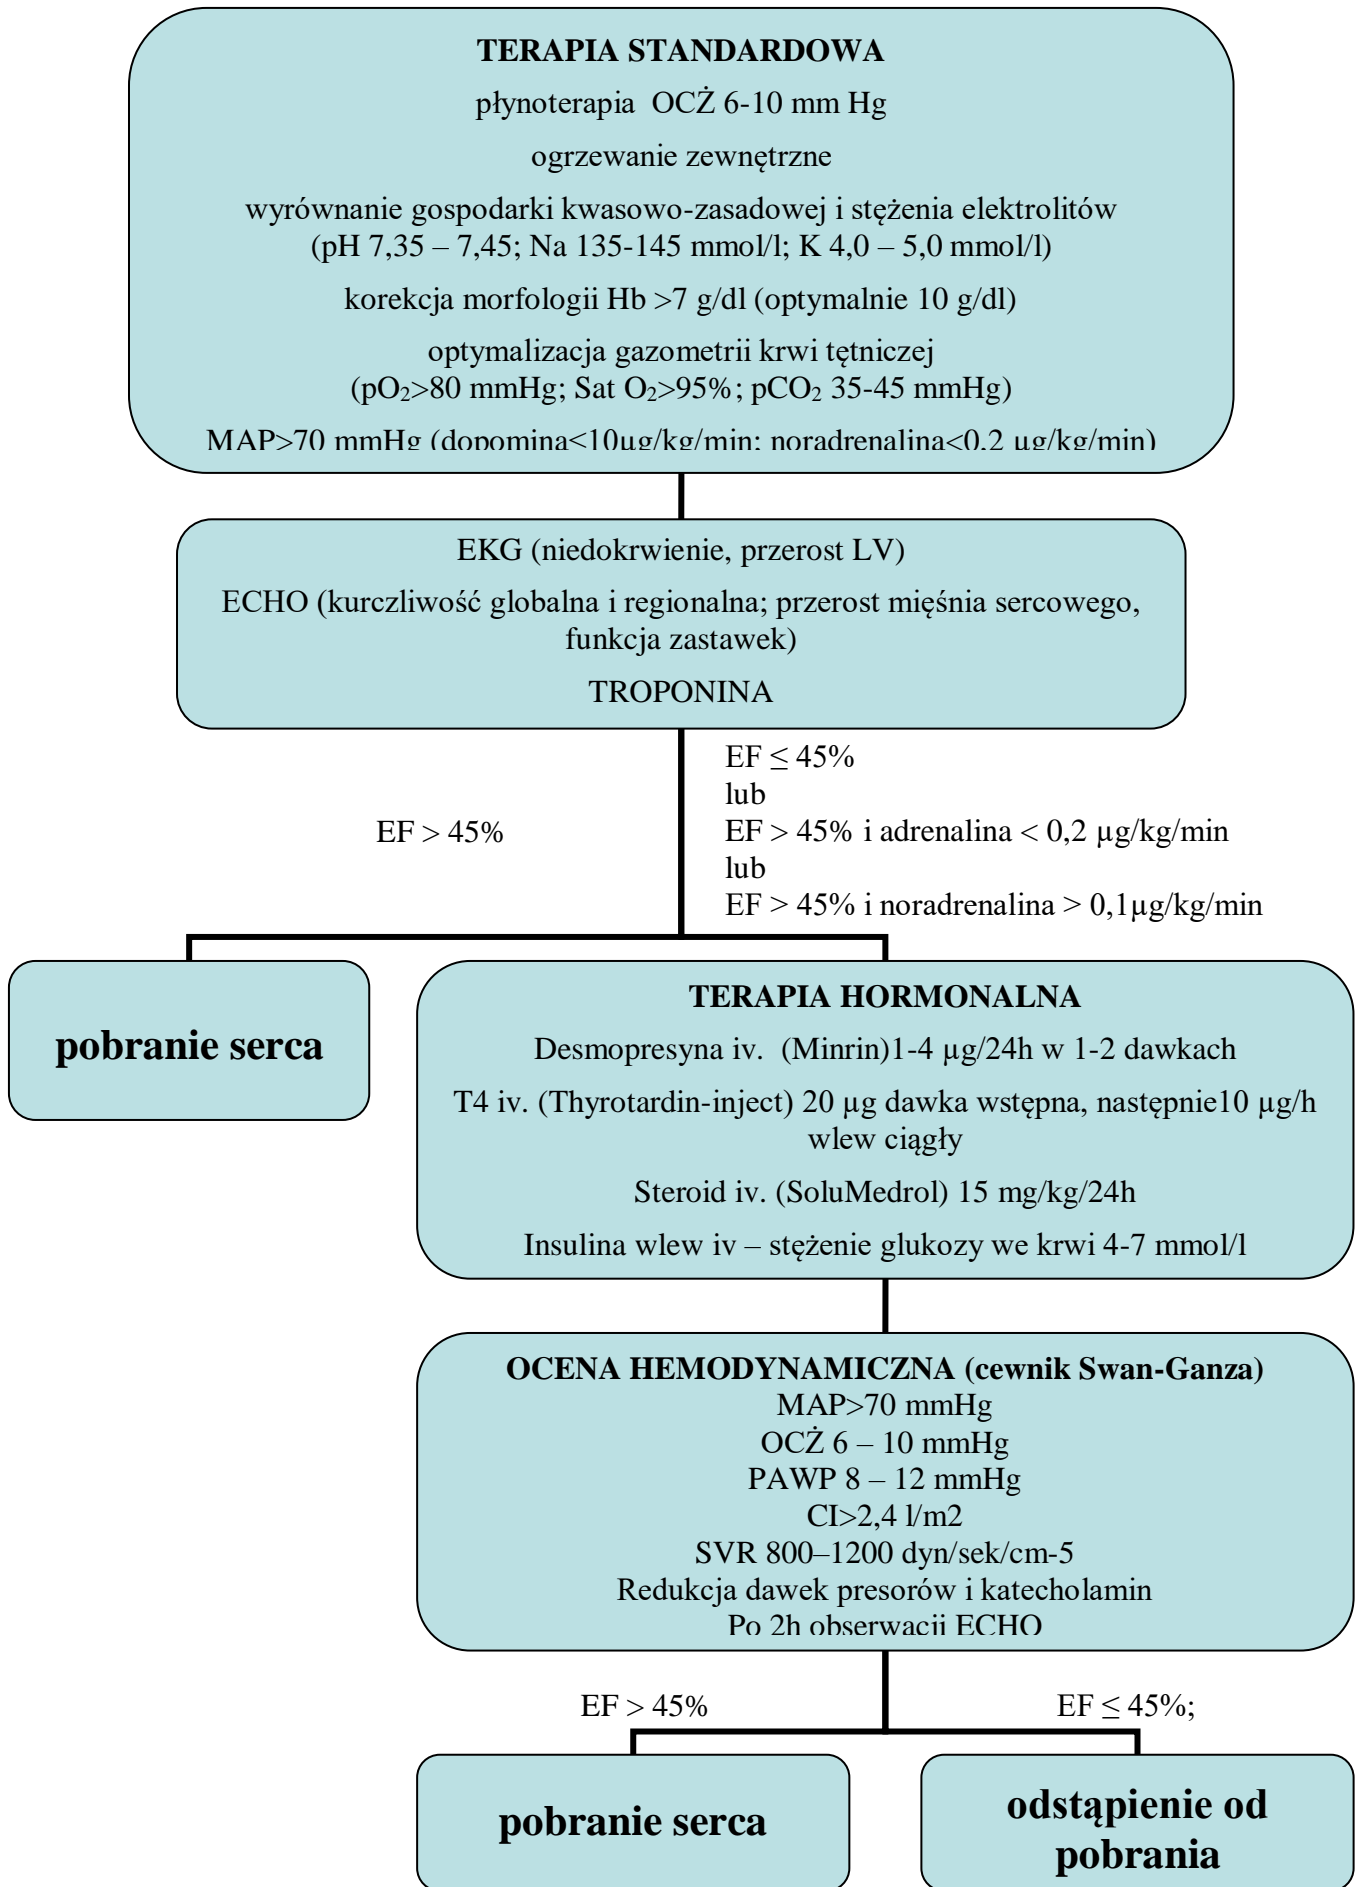 TERAPIA STANDARDOWA
płynoterapia OCŻ 6-10 mm Hg
ogrzewanie zewnętrzne
wyrównanie gospodarki kwasowo-zasadowej i stężenia elektrolitów
(pH 7,35 – 7,45; Na 135-145 mmol/l; K 4,0 – 5,0 mmol/l)
korekcja morfologii Hb >7 g/dl (optymalnie 10 g/dl)
optymalizacja gazometrii krwi tętniczej
(pO₂>80 mmHg; Sat O₂>95%; pCO₂ 35-45 mmHg)
MAP>70 mmHg (dopomina<10µg/kg/min; noradrenalina<0,2 µg/kg/min)
EKG (niedokrwienie, przerost LV)
ECHO (kurczliwość globalna i regionalna; przerost mięśnia sercowego,
funkcja zastawek)
TROPONINA
EF > 45%
EF ≤ 45%
lub
EF > 45% i adrenalina < 0,2 µg/kg/min
lub
EF > 45% i noradrenalina > 0,1µg/kg/min
pobranie serca
TERAPIA HORMONALNA
Desmopresyna iv. (Minrin)1-4 µg/24h w 1-2 dawkach
T4 iv. (Thyrotardin-inject) 20 µg dawka wstępna, następnie10 µg/h
wlew ciągły
Steroid iv. (SoluMedrol) 15 mg/kg/24h
Insulina wlew iv – stężenie glukozy we krwi 4-7 mmol/l
OCENA HEMODYNAMICZNA (cewnik Swan-Ganza)
MAP>70 mmHg
OCŻ 6 – 10 mmHg
PAWP 8 – 12 mmHg
CI>2,4 l/m2
SVR 800–1200 dyn/sek/cm-5
Redukcja dawek presorów i katecholamin
Po 2h obserwacji ECHO
EF > 45%
EF ≤ 45%;
pobranie serca
odstąpienie od
pobrania